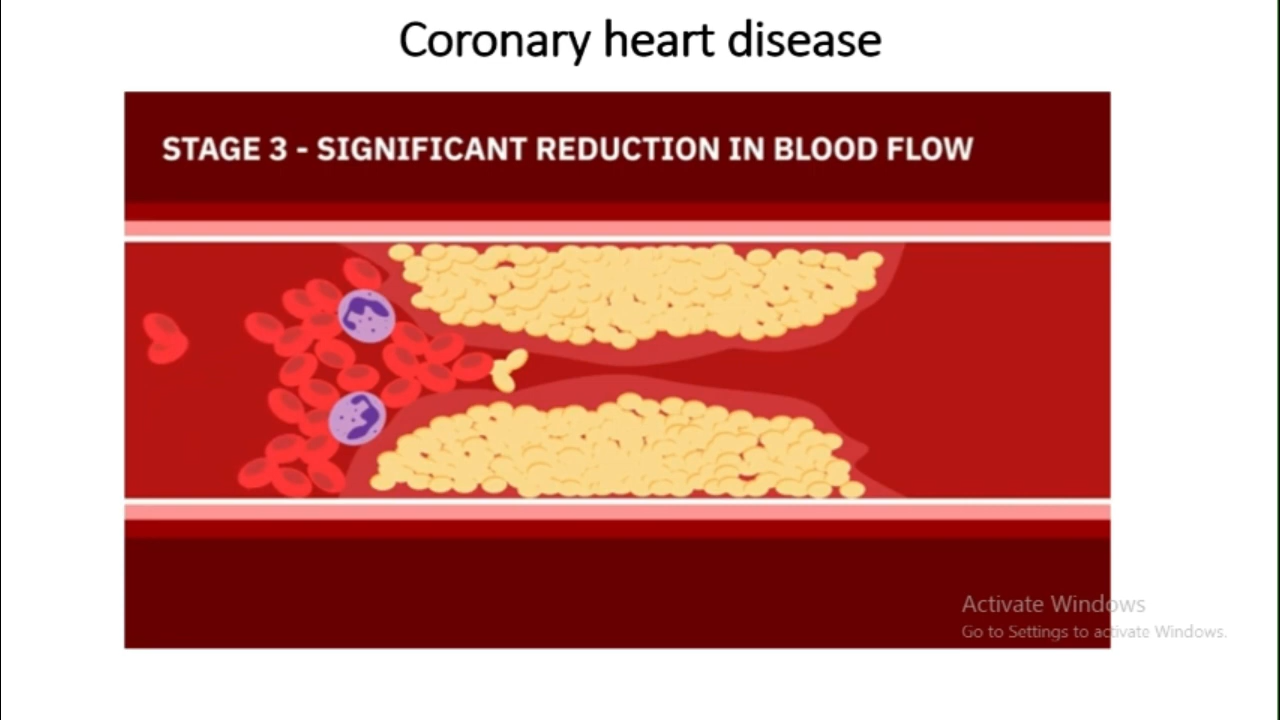 Coronary heart disease
STAGE 3 - SIGNIFICANT REDUCTION IN BLOOD FLOW
Activate Windows
Go to Settings to activate Windows.